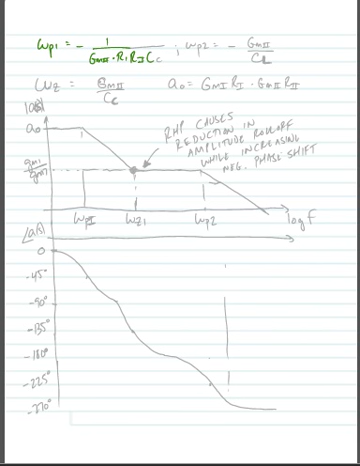 ωp1 = - 1 / GmII·RI RII Cc ; ωp2 = - GmII / CL
ωz = GmII / Cc    a₀ = GmI RI · GmII RII
|a(s)|
a₀
RHP CAUSES
REDUCTION IN
AMPLITUDE ROLLOFF
WHILE INCREASING
NEG. PHASE SHIFT
gmI / gmII
ωpI ωz1 ωp2 log f
∠a(s)
0
-45°
-90°
-135°
-180°
-225°
-270°